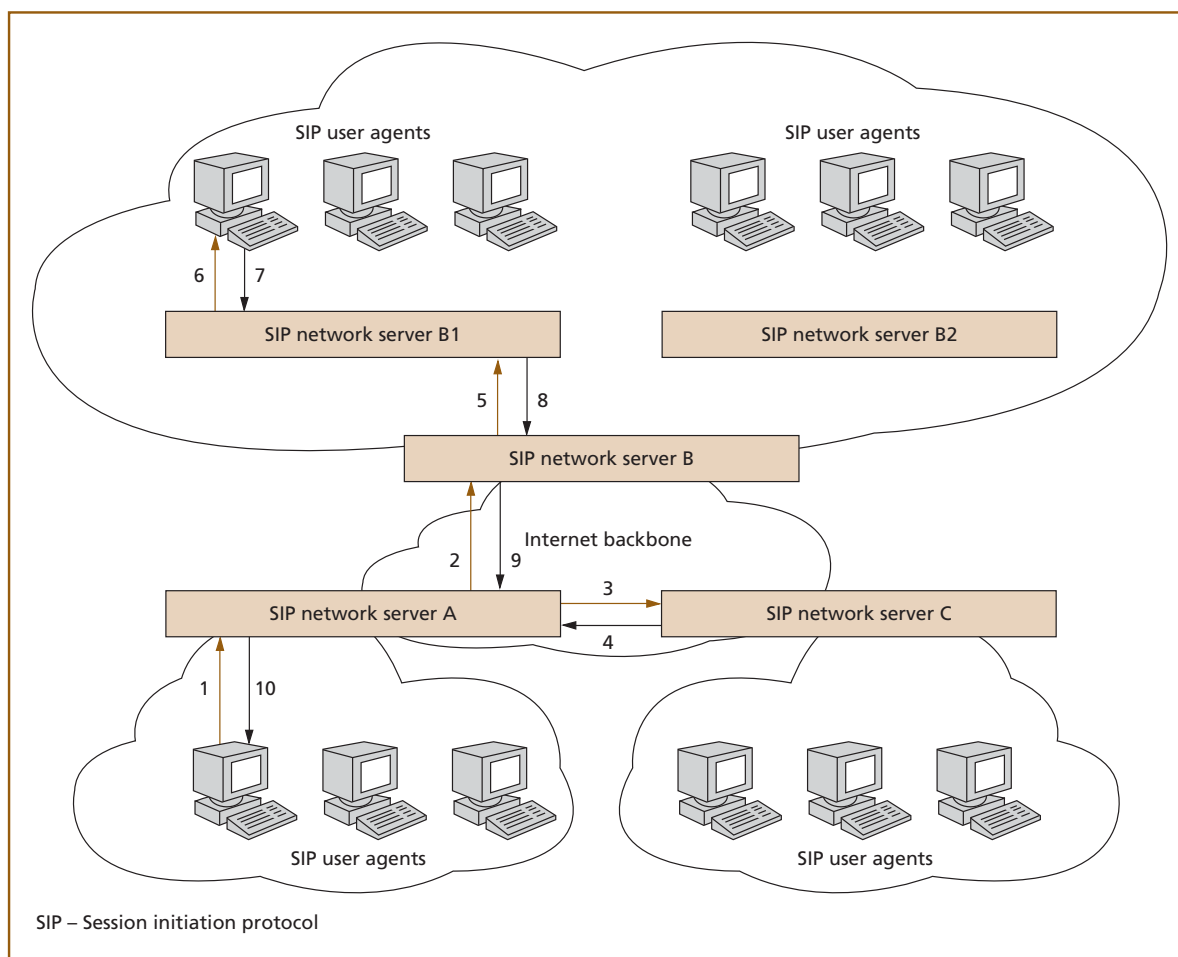 SIP user agents
SIP user agents
6
7
SIP network server B1
SIP network server B2
5
8
SIP network server B
Internet backbone
2
9
3
SIP network server A
SIP network server C
4
1
10
SIP user agents
SIP user agents
SIP – Session initiation protocol